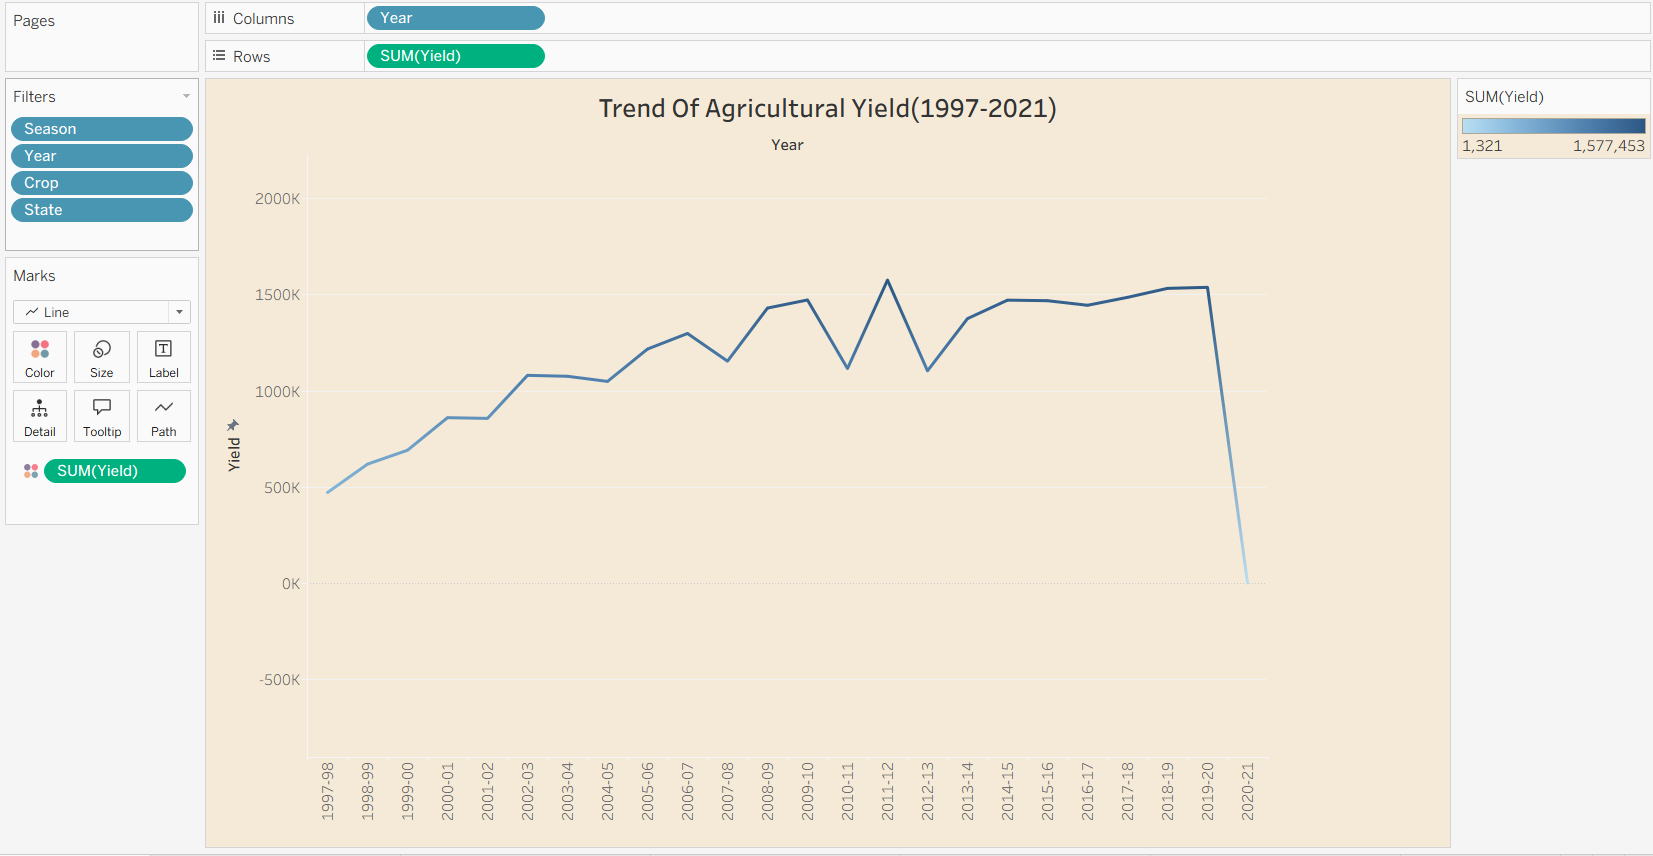 Pages
Columns
Year
Rows
SUM(Yield)
Filters
Season
Year
Crop
State
Marks
Line
Color
Size
Label
Detail
Tooltip
Path
SUM(Yield)
Trend Of Agricultural Yield(1997-2021)
Year
2000K
1500K
1000K
500K
0K
-500K
Yield
1997-98
1998-99
1999-00
2000-01
2001-02
2002-03
2003-04
2004-05
2005-06
2006-07
2007-08
2008-09
2009-10
2010-11
2011-12
2012-13
2013-14
2014-15
2015-16
2016-17
2017-18
2018-19
2019-20
2020-21
SUM(Yield)
1,321 1,577,453